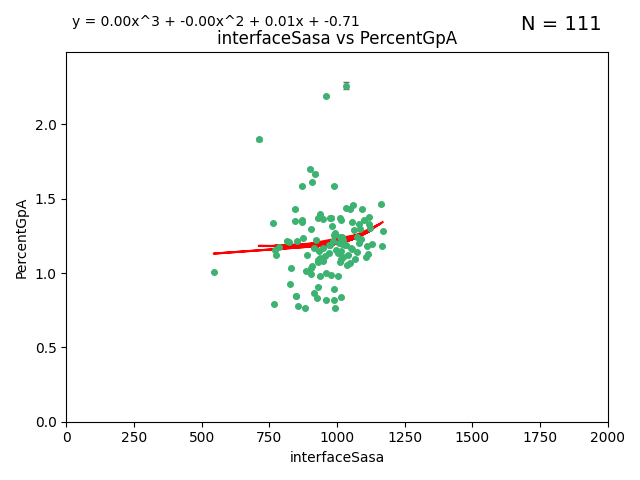 y = 0.00x^3 + -0.00x^2 + 0.01x + -0.71
N = 111
interfaceSasa vs PercentGpA
PercentGpA
2.0
1.5
1.0
0.5
0.0
0 250 500 750 1000 1250 1500 1750 2000
interfaceSasa